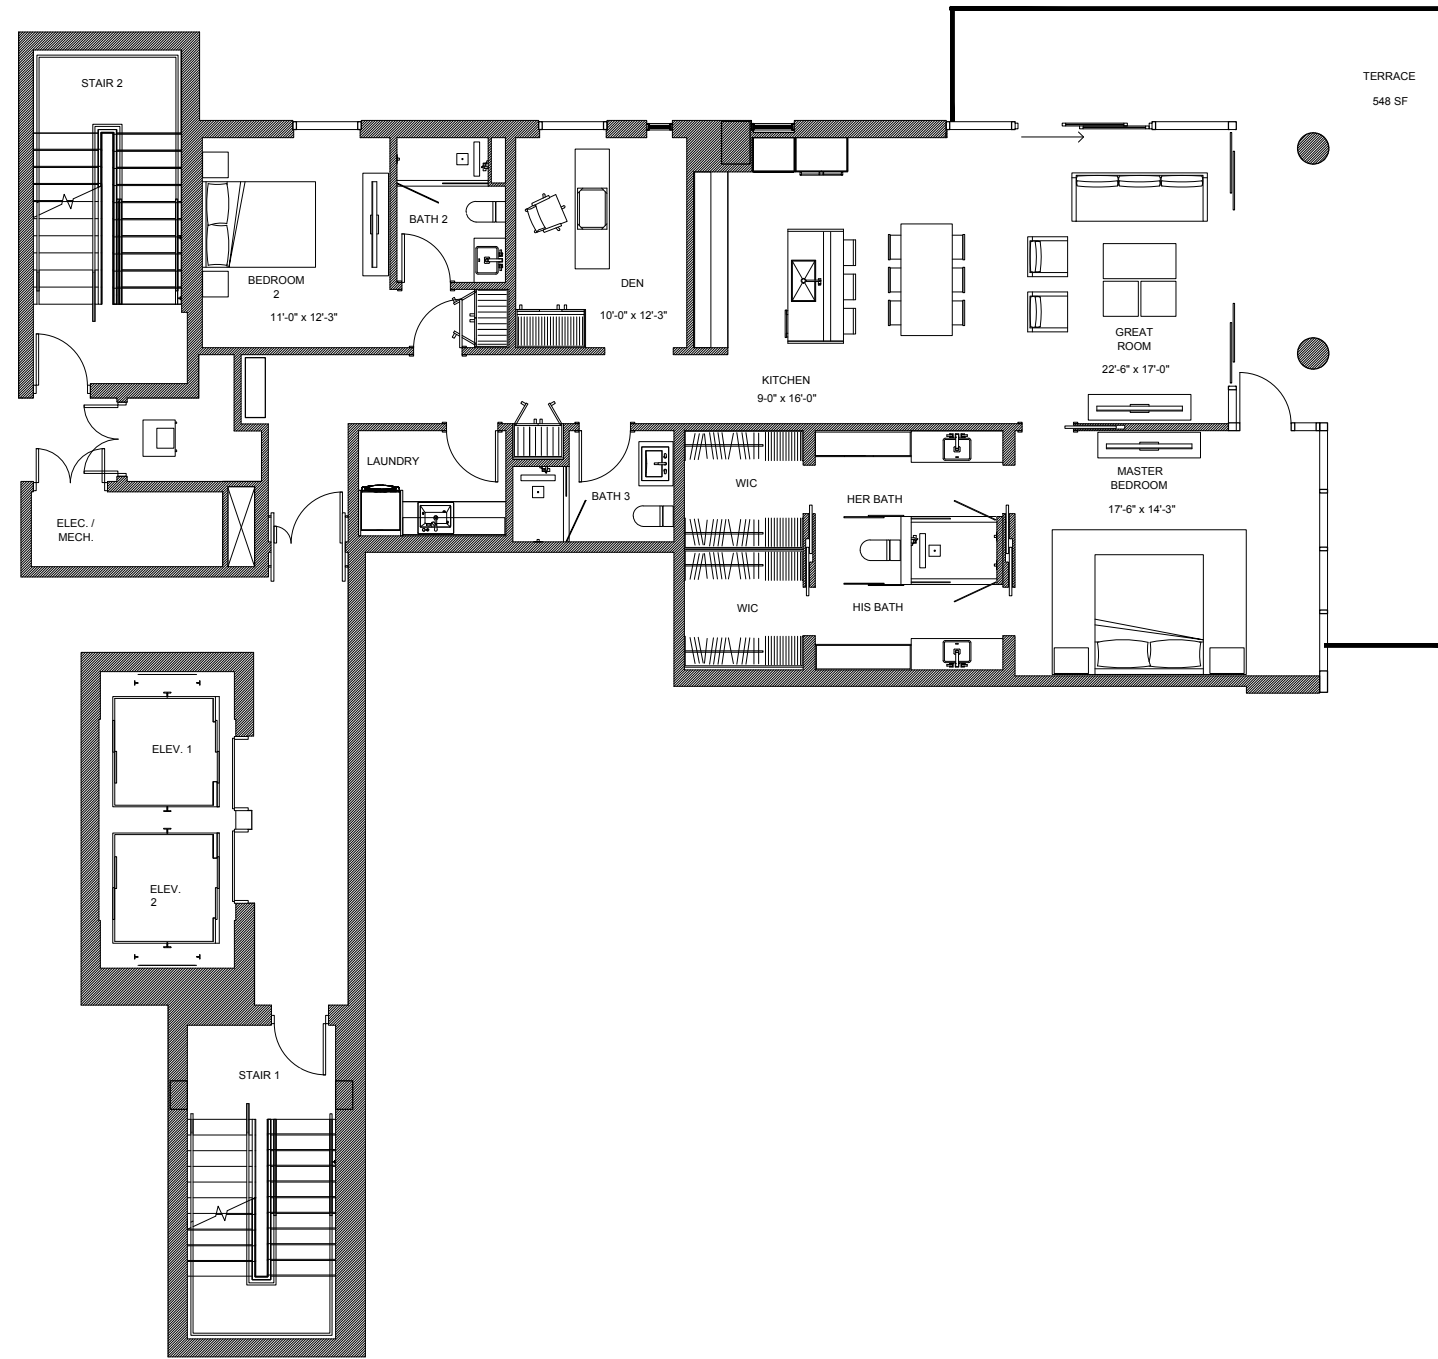 TERRACE
548 SF
STAIR 2
BATH 2
BEDROOM
2
11'-0" x 12'-3"
DEN
10'-0" x 12'-3"
GREAT
ROOM
22'-6" x 17'-0"
KITCHEN
9-0" x 16'-0"
LAUNDRY
BATH 3
WIC
HER BATH
MASTER
BEDROOM
17'-6" x 14'-3"
ELEC. /
MECH.
WIC
HIS BATH
ELEV. 1
ELEV.
2
STAIR 1